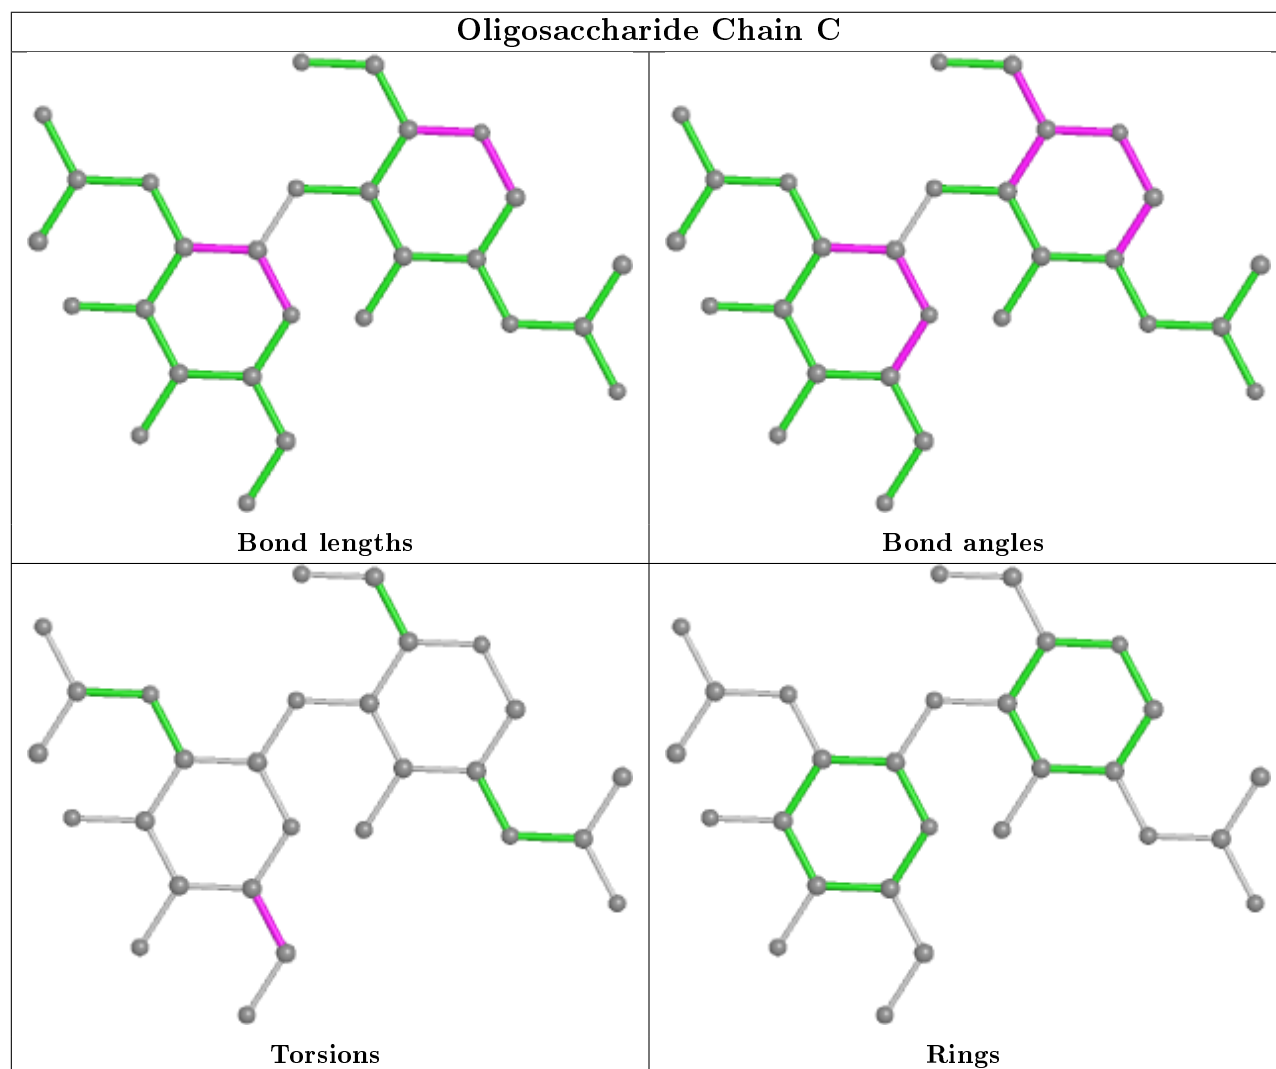 Oligosaccharide Chain C
Bond lengths
Bond angles
Torsions
Rings